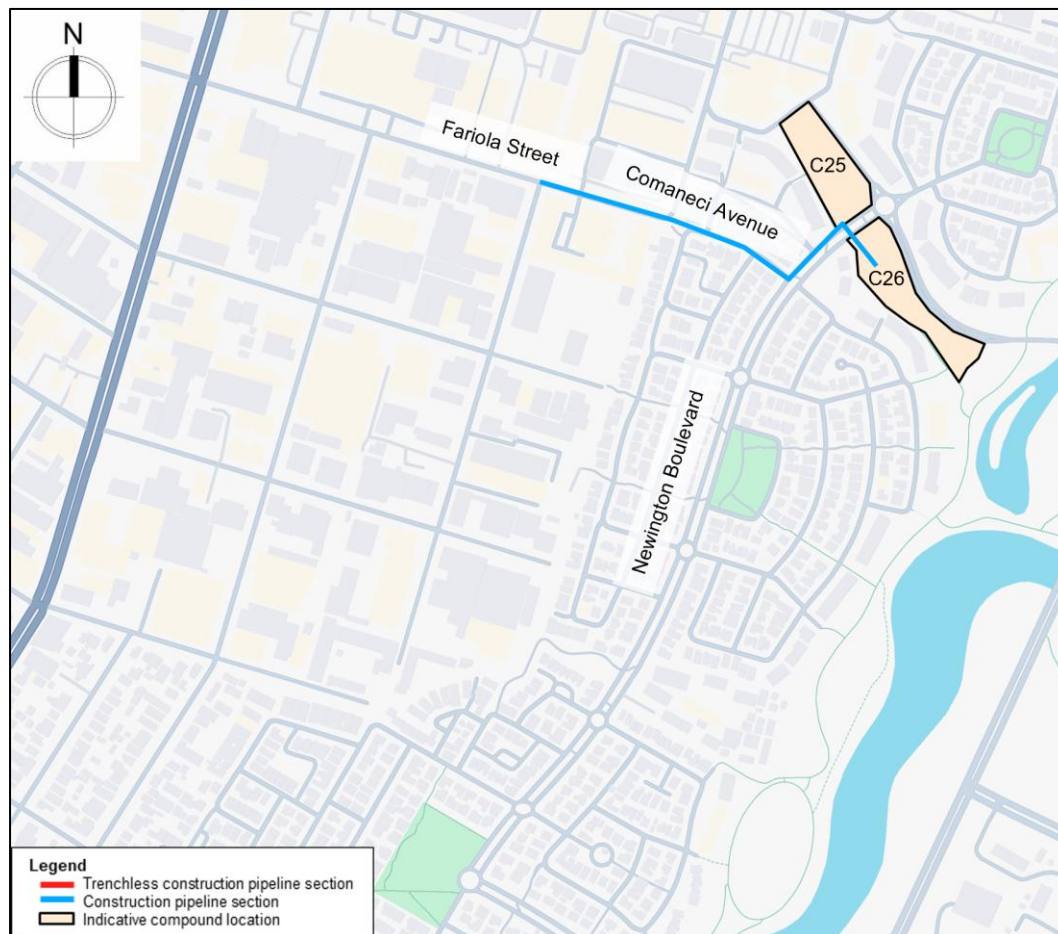 N
Fariola Street
Comaneci Avenue
C25
C26
Newington Boulevard
Legend
Trenchless construction pipeline section
Construction pipeline section
Indicative compound location